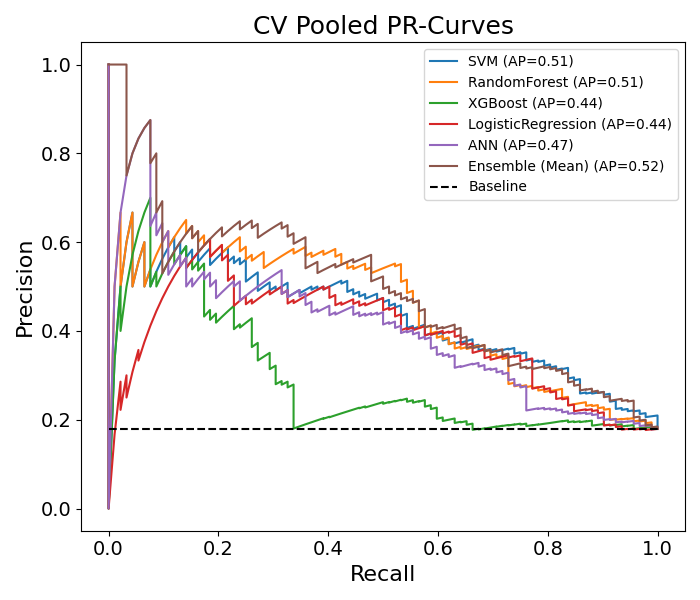 CV Pooled PR-Curves
SVM (AP=0.51)
RandomForest (AP=0.51)
XGBoost (AP=0.44)
LogisticRegression (AP=0.44)
ANN (AP=0.47)
Ensemble (Mean) (AP=0.52)
Baseline
Precision
1.0
0.8
0.6
0.4
0.2
0.0
0.0 0.2 0.4 0.6 0.8 1.0
Recall